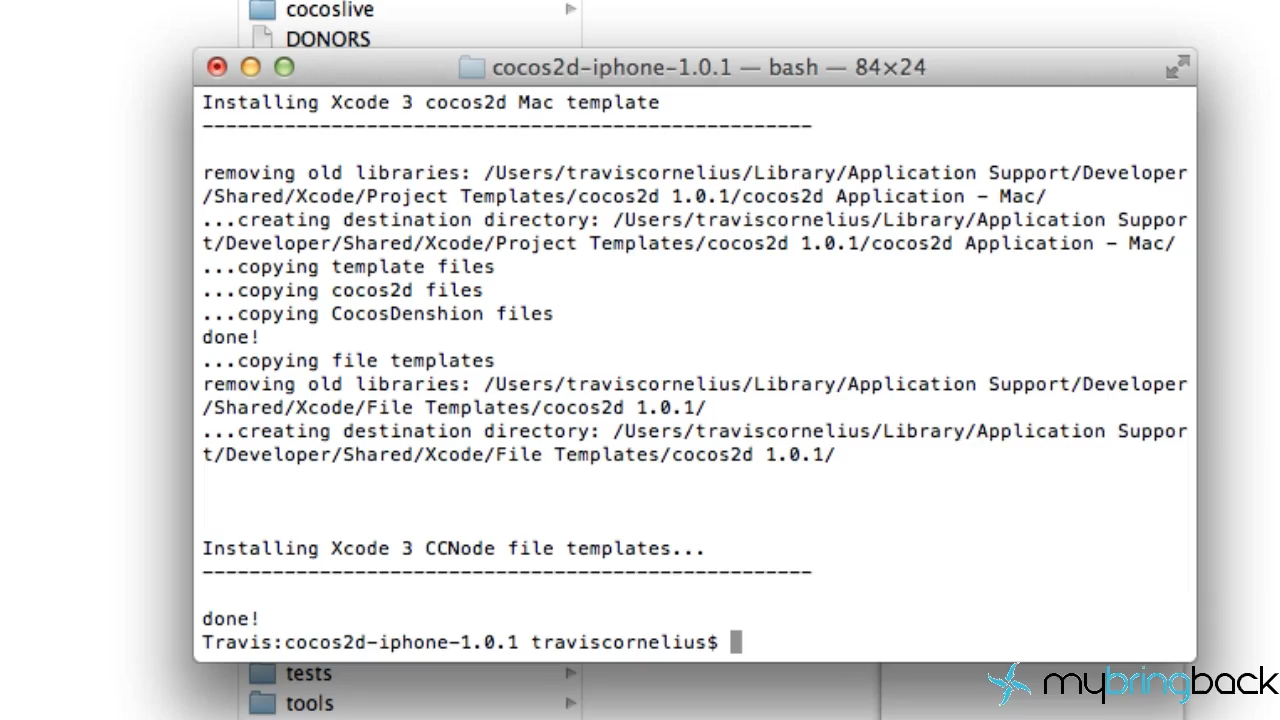 cocoslive
DONORS
cocos2d-iphone-1.0.1 — bash — 84×24
Installing Xcode 3 cocos2d Mac template
----------------------------------------------------
removing old libraries: /Users/traviscornelius/Library/Application Support/Developer
/Shared/Xcode/Project Templates/cocos2d 1.0.1/cocos2d Application - Mac/
...creating destination directory: /Users/traviscornelius/Library/Application Suppor
t/Developer/Shared/Xcode/Project Templates/cocos2d 1.0.1/cocos2d Application - Mac/
...copying template files
...copying cocos2d files
...copying CocosDenshion files
done!
...copying file templates
removing old libraries: /Users/traviscornelius/Library/Application Support/Developer
/Shared/Xcode/File Templates/cocos2d 1.0.1/
...creating destination directory: /Users/traviscornelius/Library/Application Suppor
t/Developer/Shared/Xcode/File Templates/cocos2d 1.0.1/
Installing Xcode 3 CCNode file templates...
----------------------------------------------------
done!
Travis:cocos2d-iphone-1.0.1 traviscornelius$
tests
tools
mybringback